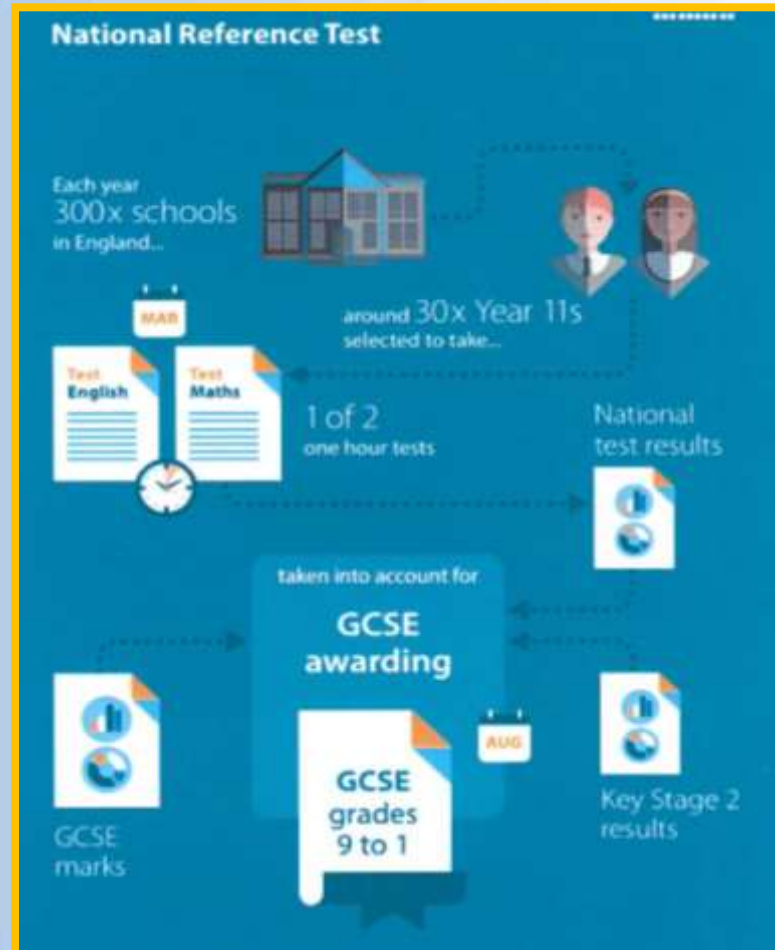 National Reference Test
Each year
300x schools
in England...
around 30x Year 11s
selected to take...
MAR
Test
English
Test
Maths
1 of 2
one hour tests
National
test results
taken into account for
GCSE
awarding
AUG
GCSE
grades
9 to 1
GCSE
marks
Key Stage 2
results